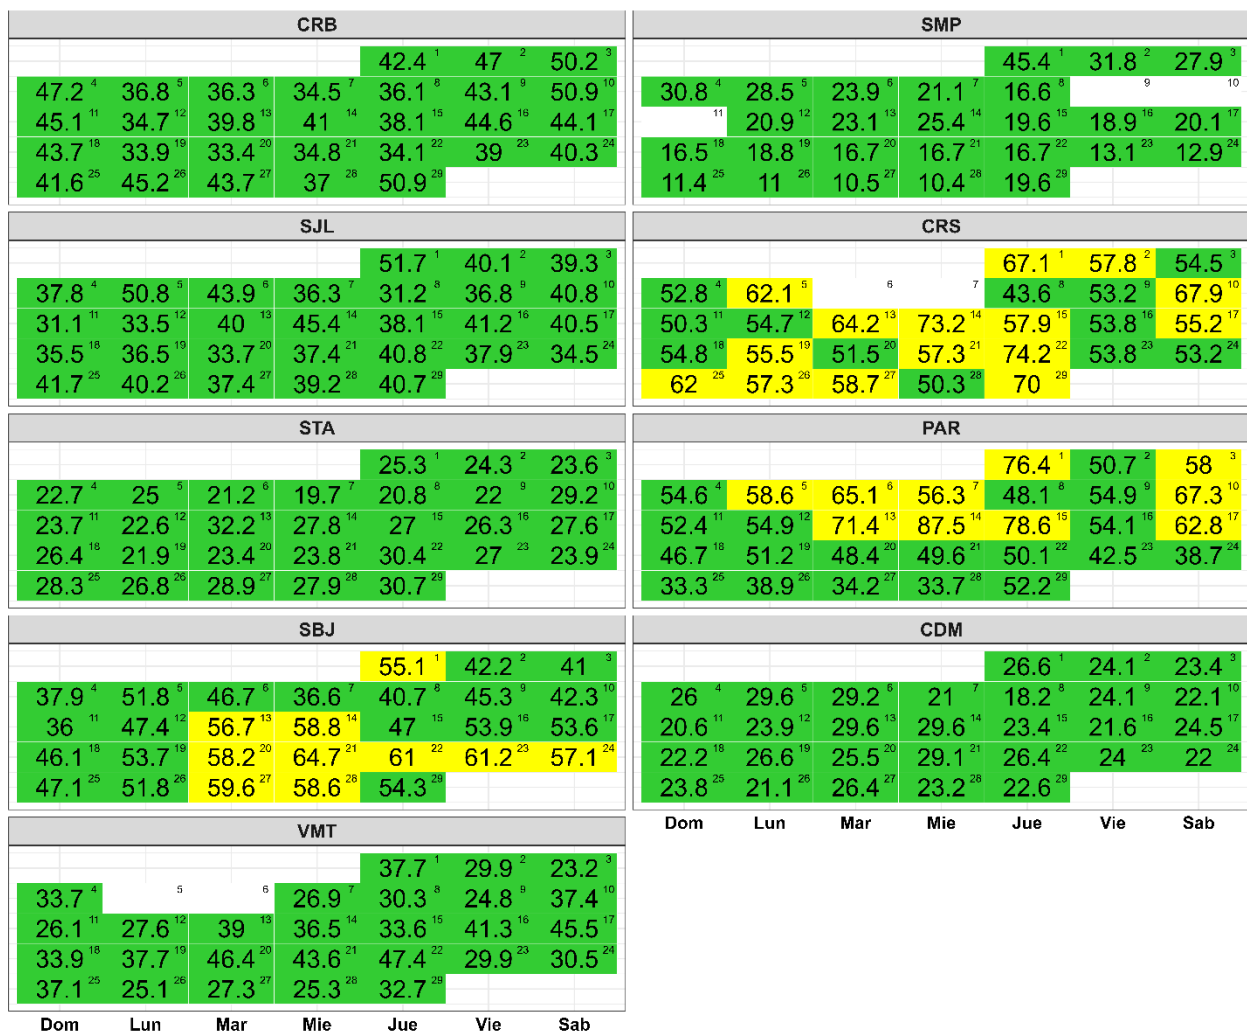 CRB
42.4 1 47 2 50.2 3
47.2 4 36.8 5 36.3 6 34.5 7 36.1 8 43.1 9 50.9 10
45.1 11 34.7 12 39.8 13 41 14 38.1 15 44.6 16 44.1 17
43.7 18 33.9 19 33.4 20 34.8 21 34.1 22 39 23 40.3 24
41.6 25 45.2 26 43.7 27 37 28 50.9 29
SMP
45.4 1 31.8 2 27.9 3
30.8 4 28.5 5 23.9 6 21.1 7 16.6 8 9 10
11 20.9 12 23.1 13 25.4 14 19.6 15 18.9 16 20.1 17
16.5 18 18.8 19 16.7 20 16.7 21 16.7 22 13.1 23 12.9 24
11.4 25 11 26 10.5 27 10.4 28 19.6 29
SJL
51.7 1 40.1 2 39.3 3
37.8 4 50.8 5 43.9 6 36.3 7 31.2 8 36.8 9 40.8 10
31.1 11 33.5 12 40 13 45.4 14 38.1 15 41.2 16 40.5 17
35.5 18 36.5 19 33.7 20 37.4 21 40.8 22 37.9 23 34.5 24
41.7 25 40.2 26 37.4 27 39.2 28 40.7 29
CRS
67.1 1 57.8 2 54.5 3
52.8 4 62.1 5 6 7 43.6 8 53.2 9 67.9 10
50.3 11 54.7 12 64.2 13 73.2 14 57.9 15 53.8 16 55.2 17
54.8 18 55.5 19 51.5 20 57.3 21 74.2 22 53.8 23 53.2 24
62 25 57.3 26 58.7 27 50.3 28 70 29
STA
25.3 1 24.3 2 23.6 3
22.7 4 25 5 21.2 6 19.7 7 20.8 8 22 9 29.2 10
23.7 11 22.6 12 32.2 13 27.8 14 27 15 26.3 16 27.6 17
26.4 18 21.9 19 23.4 20 23.8 21 30.4 22 27 23 23.9 24
28.3 25 26.8 26 28.9 27 27.9 28 30.7 29
PAR
76.4 1 50.7 2 58 3
54.6 4 58.6 5 65.1 6 56.3 7 48.1 8 54.9 9 67.3 10
52.4 11 54.9 12 71.4 13 87.5 14 78.6 15 54.1 16 62.8 17
46.7 18 51.2 19 48.4 20 49.6 21 50.1 22 42.5 23 38.7 24
33.3 25 38.9 26 34.2 27 33.7 28 52.2 29
SBJ
55.1 1 42.2 2 41 3
37.9 4 51.8 5 46.7 6 36.6 7 40.7 8 45.3 9 42.3 10
36 11 47.4 12 56.7 13 58.8 14 47 15 53.9 16 53.6 17
46.1 18 53.7 19 58.2 20 64.7 21 61 22 61.2 23 57.1 24
47.1 25 51.8 26 59.6 27 58.6 28 54.3 29
CDM
26.6 1 24.1 2 23.4 3
26 4 29.6 5 29.2 6 21 7 18.2 8 24.1 9 22.1 10
20.6 11 23.9 12 29.6 13 29.6 14 23.4 15 21.6 16 24.5 17
22.2 18 26.6 19 25.5 20 29.1 21 26.4 22 24 23 22 24
23.8 25 21.1 26 26.4 27 23.2 28 22.6 29
Dom Lun Mar Mie Jue Vie Sab
VMT
37.7 1 29.9 2 23.2 3
33.7 4 5 6 26.9 7 30.3 8 24.8 9 37.4 10
26.1 11 27.6 12 39 13 36.5 14 33.6 15 41.3 16 45.5 17
33.9 18 37.7 19 46.4 20 43.6 21 47.4 22 29.9 23 30.5 24
37.1 25 25.1 26 27.3 27 25.3 28 32.7 29
Dom Lun Mar Mie Jue Vie Sab